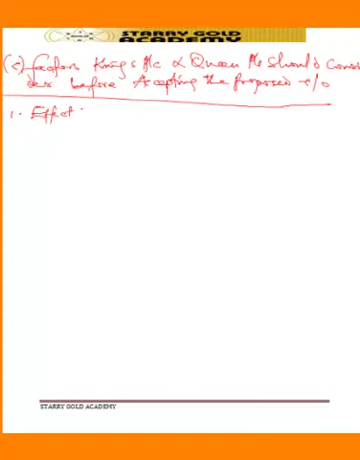 STARRY GOLD
ACADEMY
(c) Factors Kings Plc & Queen Plc Should Consi
der before Accepting the Proposed t/o
1. Effect
STARRY GOLD ACADEMY